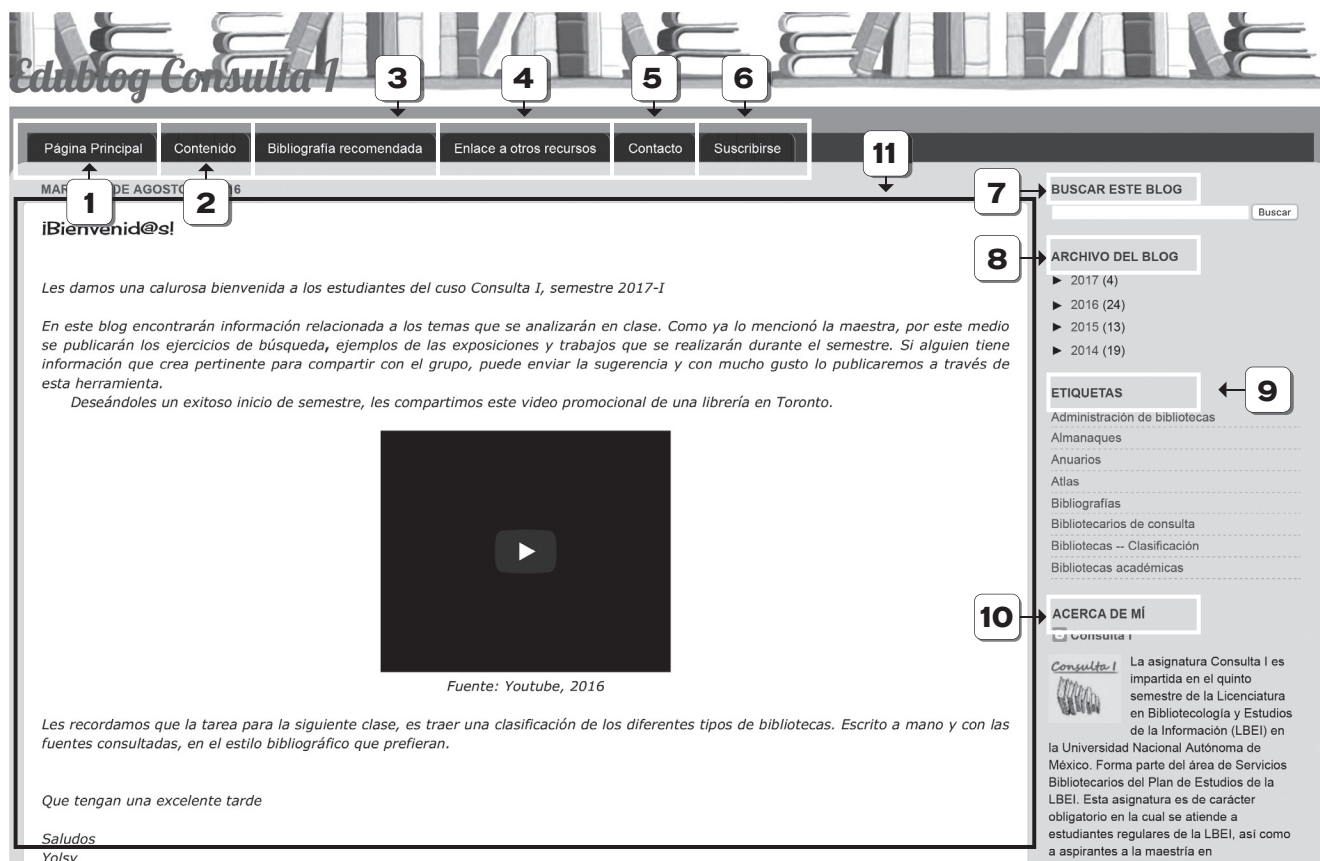 Edublog Consulta I
3
4
5
6
Página Principal
Contenido
Bibliografia recomendada
Enlace a otros recursos
Contacto
Suscribirse
11
1
2
DE AGOSTO
¡Bienvenid@s!
Les damos una calurosa bienvenida a los estudiantes del cuso Consulta I, semestre 2017-I
En este blog encontrarán información relacionada a los temas que se analizarán en clase. Como ya lo mencionó la maestra, por este medio
se publicarán los ejercicios de búsqueda, ejemplos de las exposiciones y trabajos que se realizarán durante el semestre. Si alguien tiene
información que crea pertinente para compartir con el grupo, puede enviar la sugerencia y con mucho gusto lo publicaremos a través de
esta herramienta.
Deseándoles un exitoso inicio de semestre, les compartimos este video promocional de una librería en Toronto.
Fuente: Youtube, 2016
Les recordamos que la tarea para la siguiente clase, es traer una clasificación de los diferentes tipos de bibliotecas. Escrito a mano y con las
fuentes consultadas, en el estilo bibliográfico que prefieran.
Que tengan una excelente tarde
Saludos
Yolsy
7
BUSCAR ESTE BLOG
Buscar
8
ARCHIVO DEL BLOG
► 2017 (4)
► 2016 (24)
► 2015 (13)
► 2014 (19)
ETIQUETAS
9
Administración de bibliotecas
Almanaques
Anuarios
Atlas
Bibliografías
Bibliotecarios de consulta
Bibliotecas -- Clasificación
Bibliotecas académicas
10
ACERCA DE MÍ
Consulta I
Consulta I
La asignatura Consulta I es
impartida en el quinto
semestre de la Licenciatura
en Bibliotecología y Estudios
de la Información (LBEI) en
la Universidad Nacional Autónoma de
México. Forma parte del área de Servicios
Bibliotecarios del Plan de Estudios de la
LBEI. Esta asignatura es de carácter
obligatorio en la cual se atiende a
estudiantes regulares de la LBEI, así como
a aspirantes a la maestría en